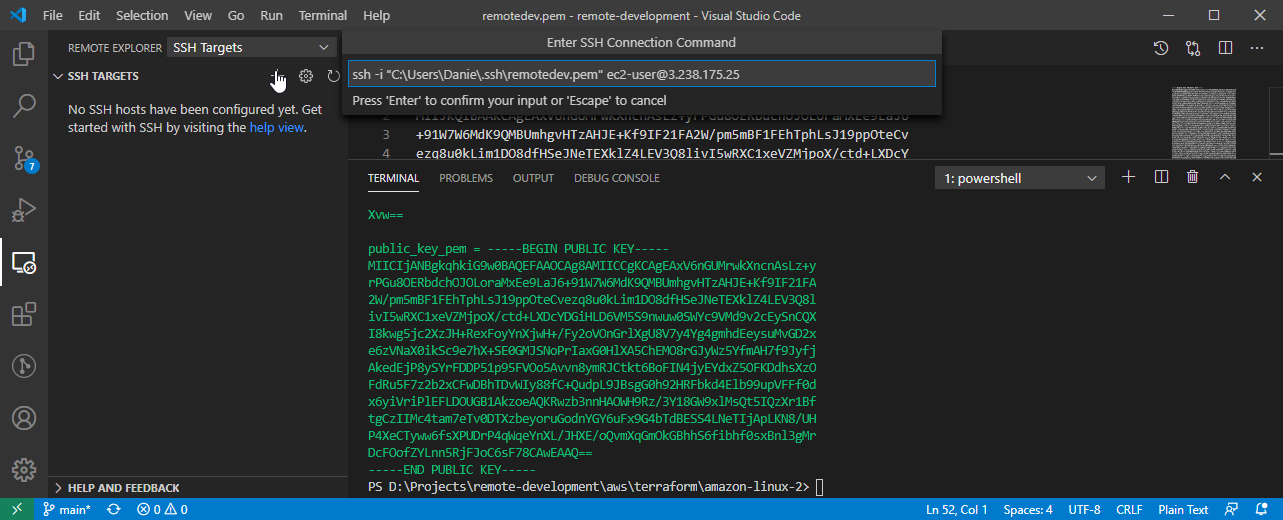 File Edit Selection View Go Run Terminal Help remotedev.pem - remote-development - Visual Studio Code
REMOTE EXPLORER SSH Targets
Enter SSH Connection Command
SSH TARGETS
ssh -i "C:\Users\Danie\.ssh\remotedev.pem" ec2-user@3.238.175.25
Press 'Enter' to confirm your input or 'Escape' to cancel
No SSH hosts have been configured yet. Get
started with SSH by visiting the help view.
2
3 +91W7W6MdK9QMBUmhgvHTzAHJE+Kf9IF21FA2W/pm5mBF1FEhTphLsJ19ppOteCv
4 ezq8u0kLim1DO8dfHSeJNeTEXklZ4LEV3Q8livI5wRXC1xeVZMjpoX/ctd+LXDcY
7
TERMINAL PROBLEMS OUTPUT DEBUG CONSOLE 1: powershell
Xvw==
public_key_pem = -----BEGIN PUBLIC KEY-----
MIICIjANBgkqhkiG9w0BAQEFAAOCAg8AMIICCgKCAgEAxV6nGUMrwkXncnAsLz+y
rPGu8OERbdchOJOLoraMxEe9LaJ6+91W7W6MdK9QMBUmhgvHTzAHJE+Kf9IF21FA
2W/pm5mBF1FEhTphLsJ19ppOteCvezq8u0kLim1DO8dfHSeJNeTEXklZ4LEV3Q8l
ivI5wRXC1xeVZMjpoX/ctd+LXDcYDGiHLD6VM5S9nwuw0SWYc9VMd9v2cEySnCQX
I8kwg5jc2XzJH+RexFoyYnXjwH+/Fy2oVOnGrlXgU8V7y4Yg4gmhdEeysuMvGD2x
e6zVNaX0ikSc9e7hX+SE0GMJSNoPrIaxG0HlXA5ChEMO8rGJyWz5YfmAH7f9Jyfj
AkedEjP8ySYrFDDP51p95FVOo5Avvn8ymRJCtkt6BoFIN4jyEYdxZ5OFKDdhsXzO
FdRu5F7z2b2xCFwDBhTDvWIy88fC+QudpL9JBsgG0h92HRFbkd4Elb99upVFFf0d
x6yiVriPlEFLDOUGB1AkzoeAQKRwzb3nnHAOWH9Rz/3Y18GW9xlMsQt5IQzXr1Bf
tgCzIIMc4tam7eTv0DTXzbeyoruGodnYGY6uFx9G4bTdBESS4LNeTIjApLKN8/UH
P4XeCTyww6fsXPUDrP4qWqeYnXL/JHXE/oQvmXqGmOkGBhhS6fibhf0sxBnl3gMr
DcFOofZYLnn5RjFJoC6sF78CAwEAAQ==
-----END PUBLIC KEY-----
PS D:\Projects\remote-development\aws\terraform\amazon-linux-2>
HELP AND FEEDBACK
main* 0 0 Ln 52, Col 1 Spaces: 4 UTF-8 CRLF Plain Text